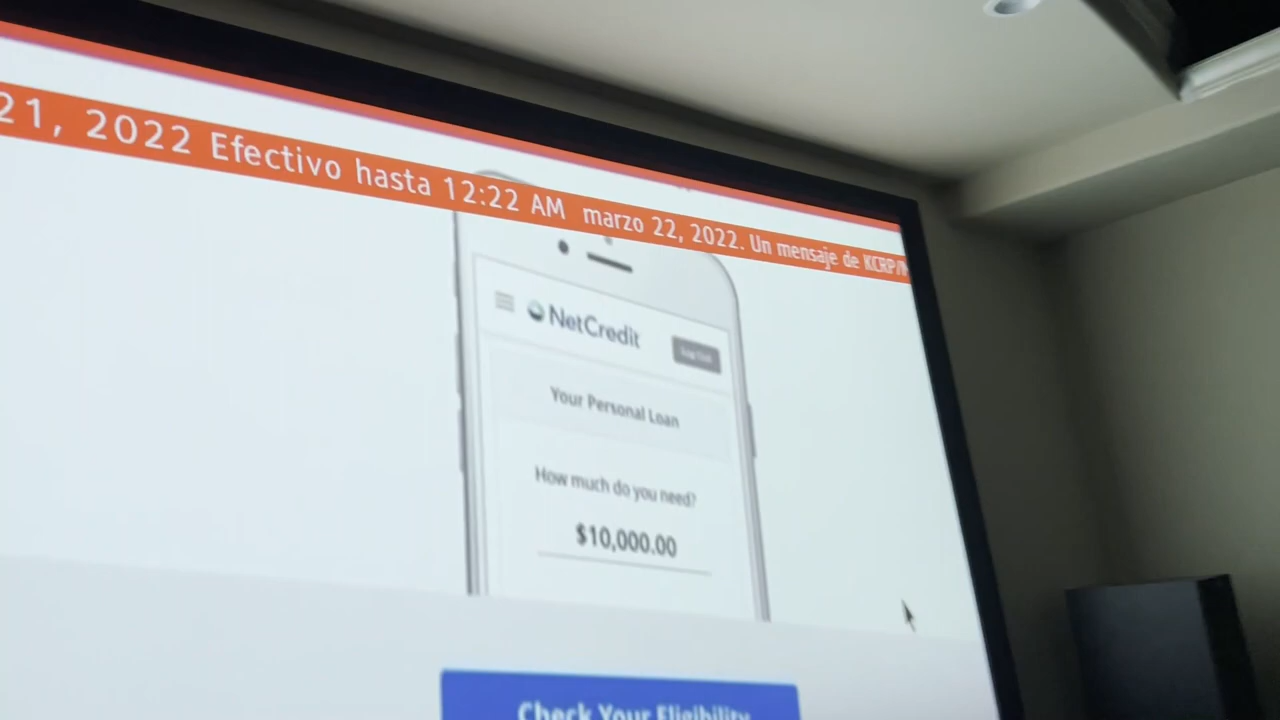 21, 2022 Efectivo hasta 12:22 AM marzo 22, 2022. Un mensaje de KCRP/
NetCredit
Your Personal Loan
How much do you need?
$10,000.00
Check Your Eligibility